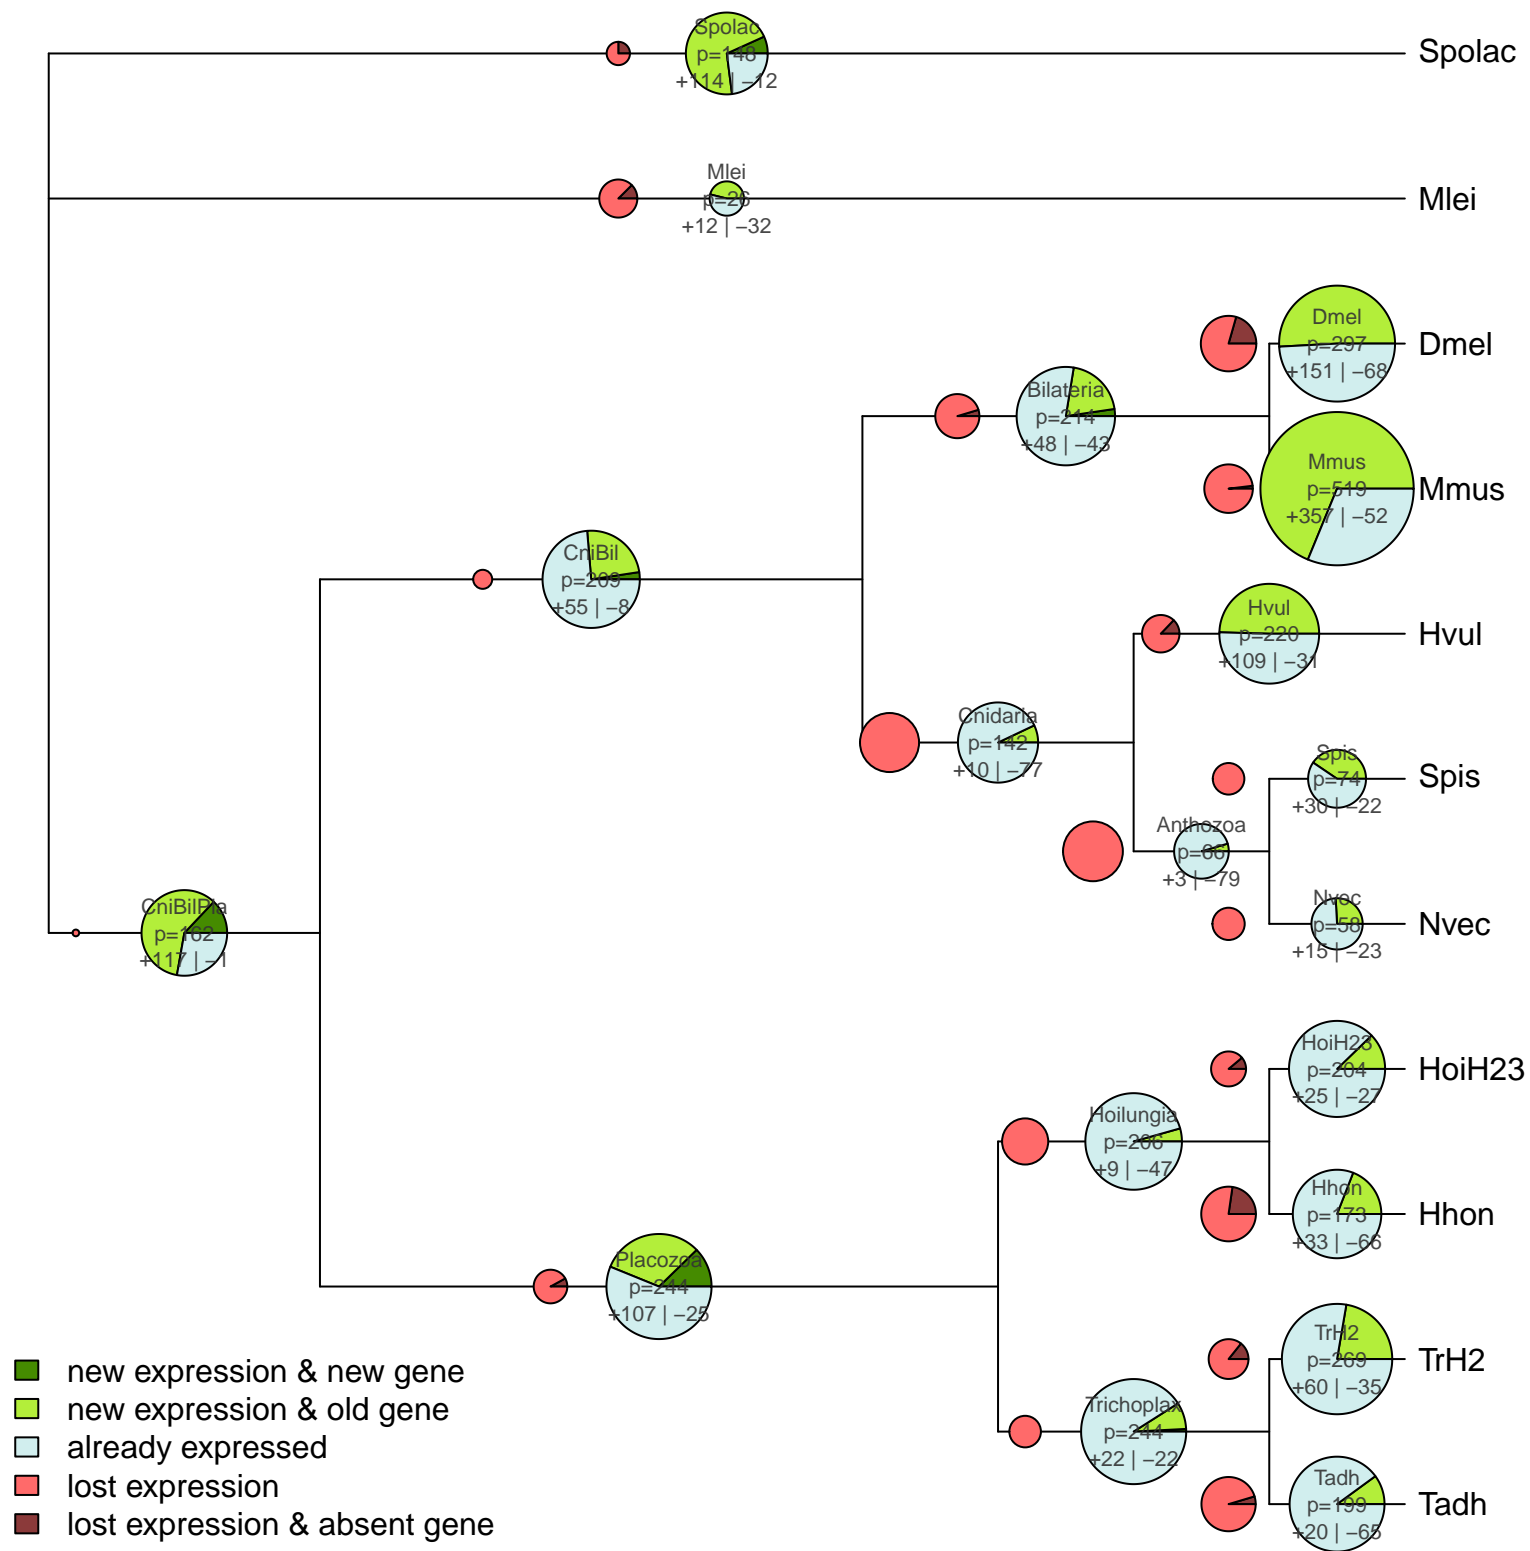 Spolac
p=148
+114 | −12
Spolac
Mlei
p=26
+12 | −32
Mlei
Dmel
p=297
+151 | −68
Dmel
Bilateria
p=214
+48 | −43
Mmus
p=519
+357 | −52
Mmus
CniBil
p=209
+55 | −8
Hvul
p=220
+109 | −31
Hvul
Cnidaria
p=142
+10 | −77
Spis
p=74
+30 | −22
Spis
Anthozoa
p=66
+3 | −79
Nvec
p=58
+15 | −23
Nvec
CniBilPla
p=162
+117 | −1
HoiH23
p=204
+25 | −27
HoiH23
Hoilungia
p=206
+9 | −47
Hhon
p=173
+33 | −66
Hhon
Placozoa
p=244
+107 | −25
TrH2
p=269
+60 | −35
TrH2
Trichoplax
p=244
+22 | −22
Tadh
p=199
+20 | −65
Tadh
new expression & new gene
new expression & old gene
already expressed
lost expression
lost expression & absent gene